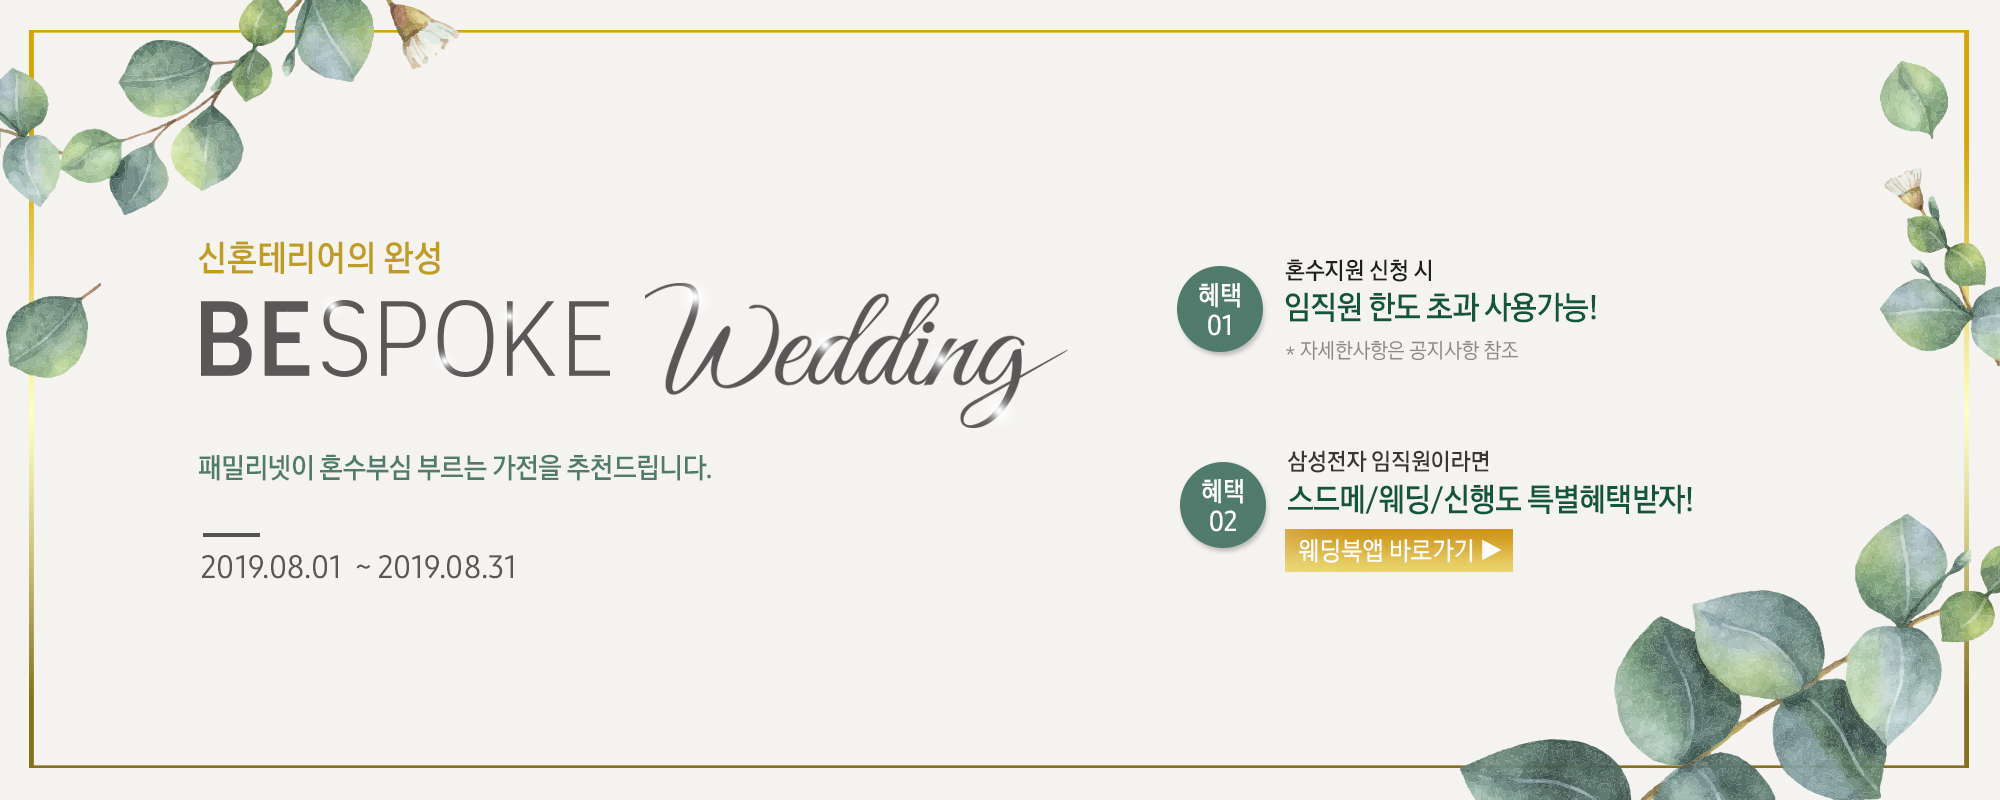 신혼테리어의 완성
BESPOKE Wedding
패밀리넷이 혼수부심 부르는 가전을 추천드립니다.
2019.08.01 ~ 2019.08.31
혜택
01
혼수지원 신청 시
임직원 한도 초과 사용가능!
* 자세한사항은 공지사항 참조
혜택
02
삼성전자 임직원이라면
스드메/웨딩/신행도 특별혜택받자!
웨딩북앱 바로가기 ▶